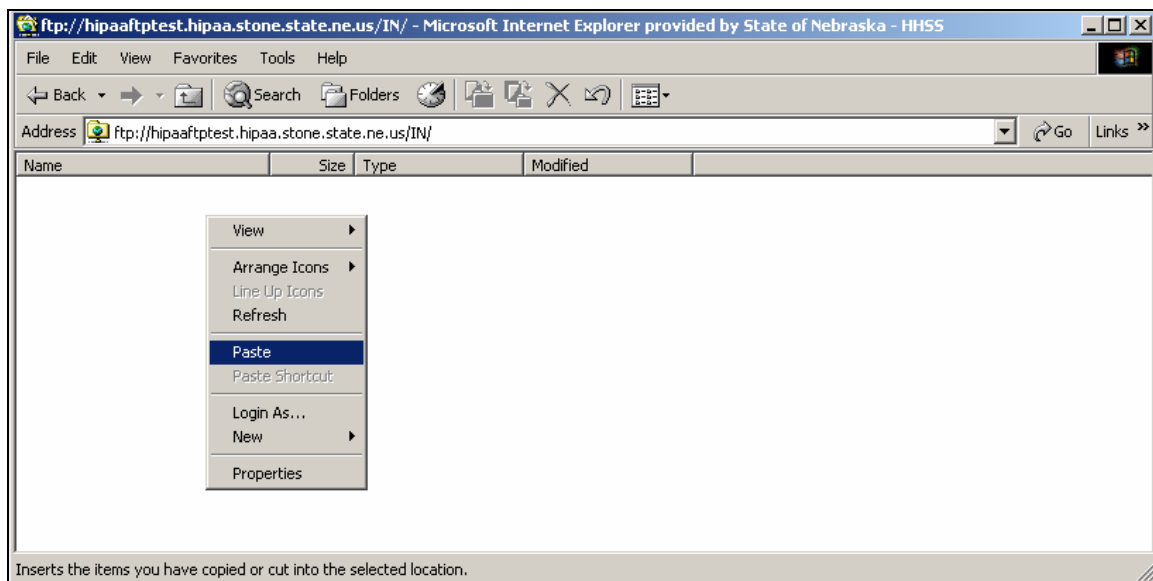 ftp://hipaaftptest.hipaa.stone.state.ne.us/IN/ - Microsoft Internet Explorer provided by State of Nebraska - HHSS
File Edit View Favorites Tools Help
Back Search Folders
Address ftp://hipaaftptest.hipaa.stone.state.ne.us/IN/ Go Links »
Name Size Type Modified
View
Arrange Icons
Line Up Icons
Refresh
Paste
Paste Shortcut
Login As...
New
Properties
Inserts the items you have copied or cut into the selected location.